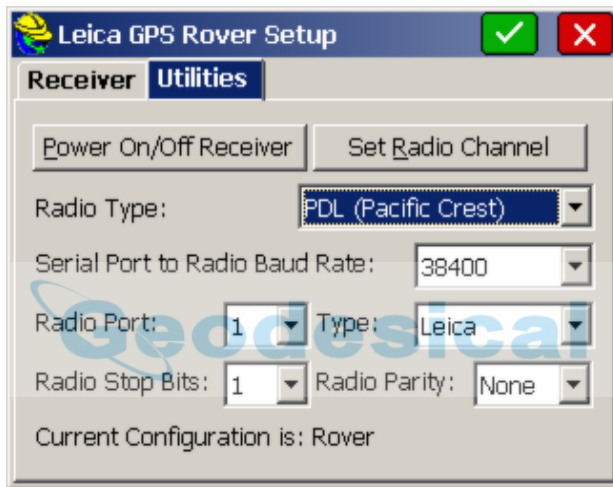 Leica GPS Rover Setup
Receiver Utilities
Power On/Off Receiver Set Radio Channel
Radio Type: PDL (Pacific Crest)
Serial Port to Radio Baud Rate: 38400
Radio Port: 1 Type: Leica
Radio Stop Bits: 1 Radio Parity: None
Current Configuration is: Rover
Geodesical